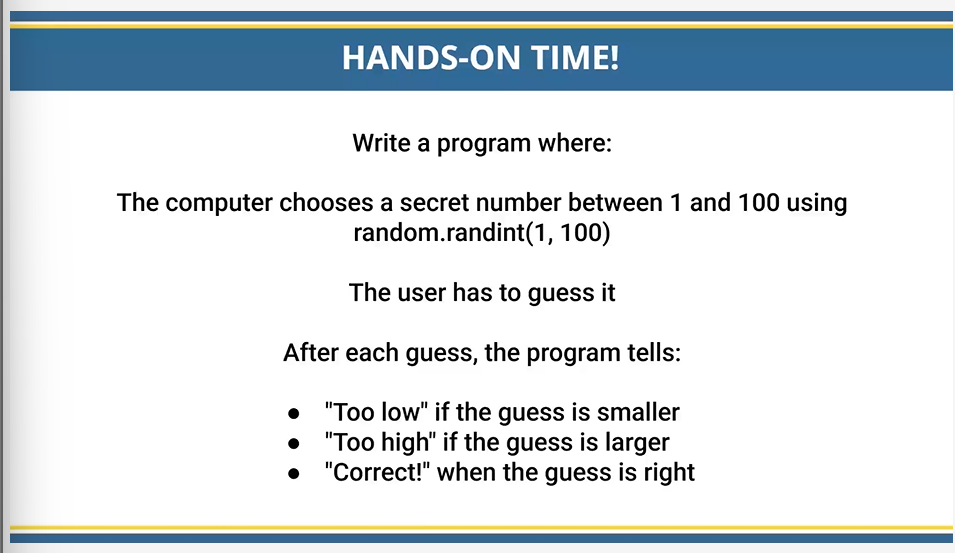 HANDS-ON TIME!
Write a program where:
The computer chooses a secret number between 1 and 100 using
random.randint(1, 100)
The user has to guess it
After each guess, the program tells:
● "Too low" if the guess is smaller
● "Too high" if the guess is larger
● "Correct!" when the guess is right